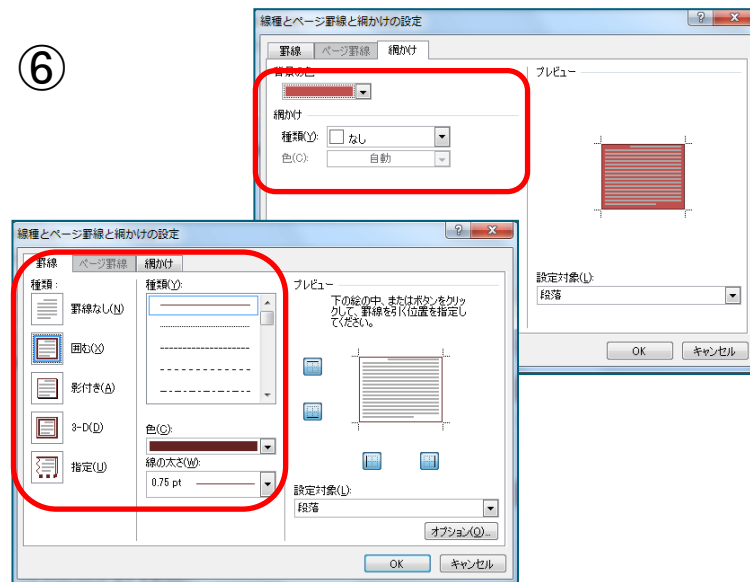 ⑥
線種とページ罫線と網かけの設定
罫線 ページ罫線 網かけ
背景の色
網かけ
種類(Y): なし
色(C): 自動
プレビュー
設定対象(L):
段落
OK キャンセル
線種とページ罫線と網かけの設定
罫線 ページ罫線 網かけ
種類:
罫線なし(N)
囲む(X)
影付き(A)
3-D(D)
指定(U)
種類(Y):
色(C):
線の太さ(W):
0.75 pt
プレビュー
下の絵の中、またはボタンをクリッ
クして、罫線を引く位置を指定し
てください。
設定対象(L):
段落
オプション(O)...
OK キャンセル